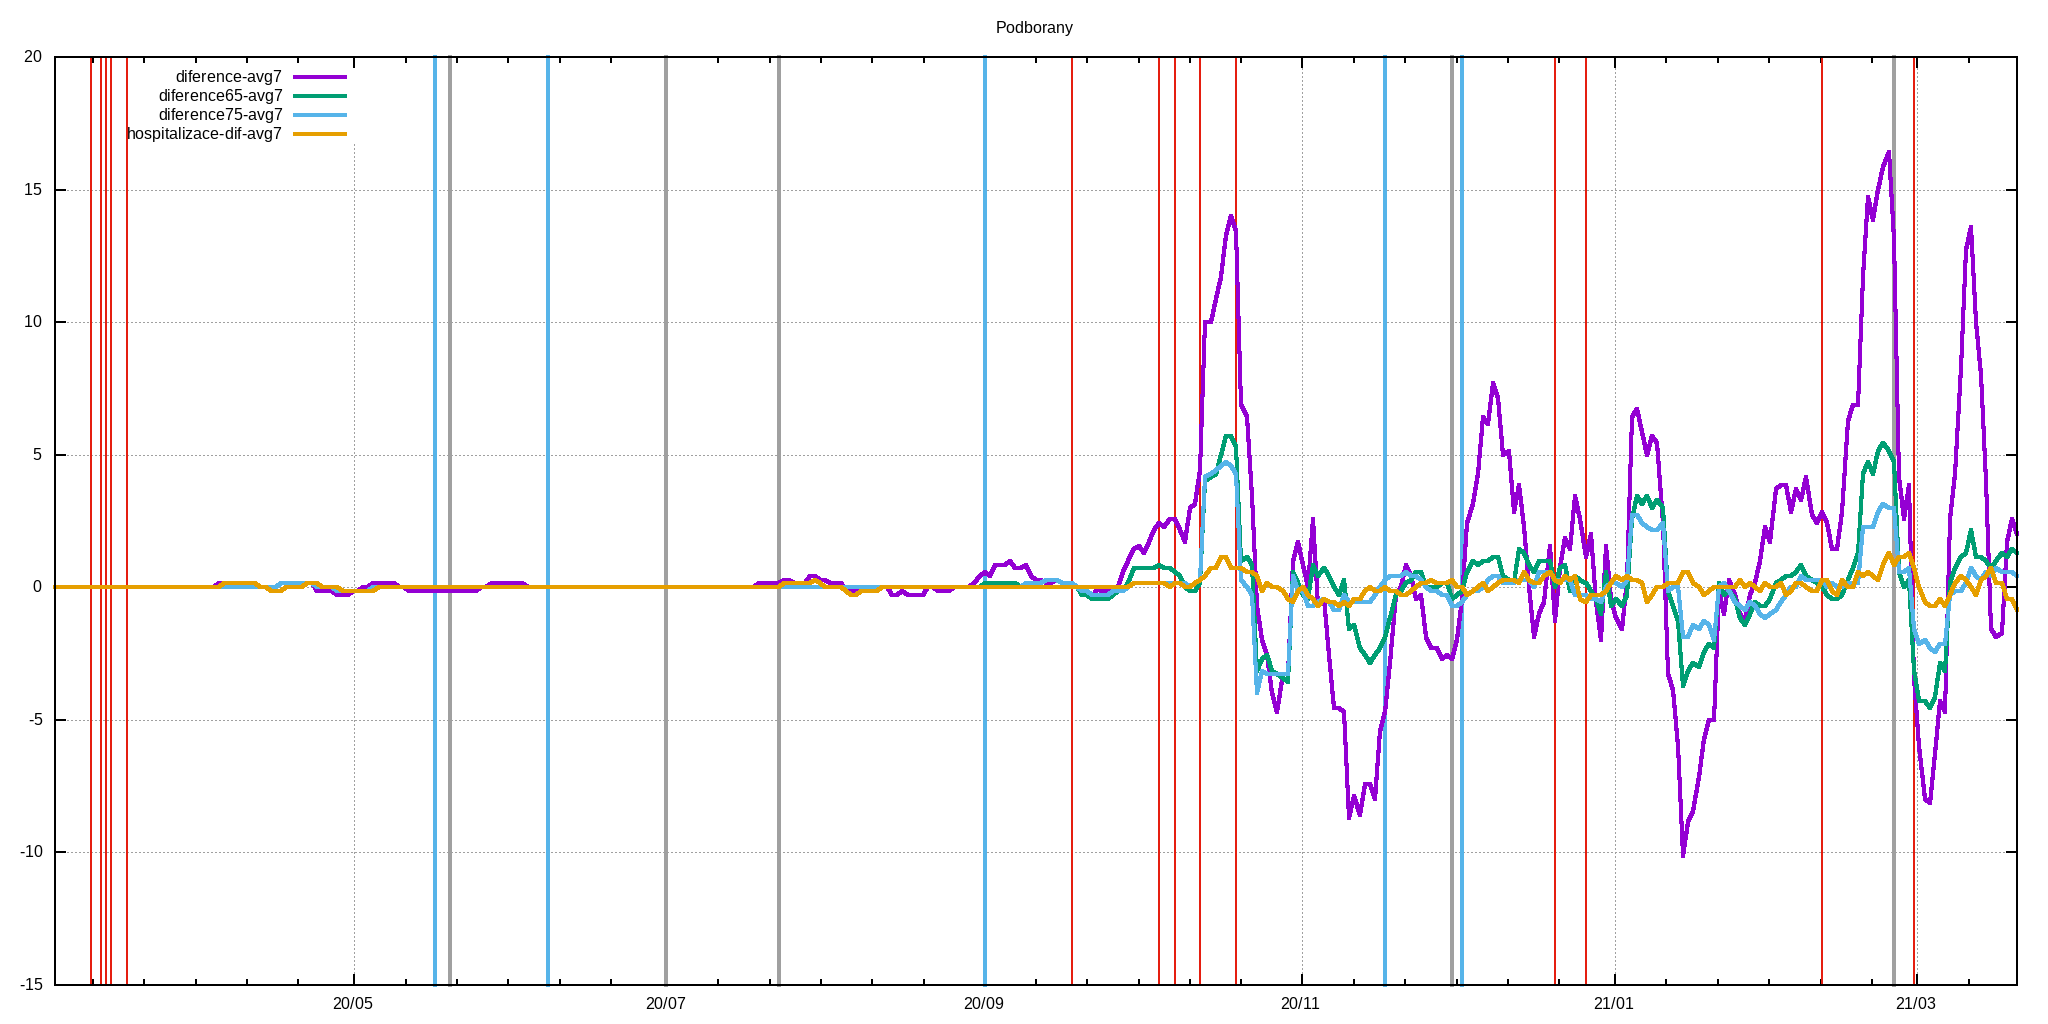 Podborany
20
15
10
5
0
-5
-10
-15
diference-avg7
diference65-avg7
diference75-avg7
hospitalizace-dif-avg7
20/05
20/07
20/09
20/11
21/01
21/03